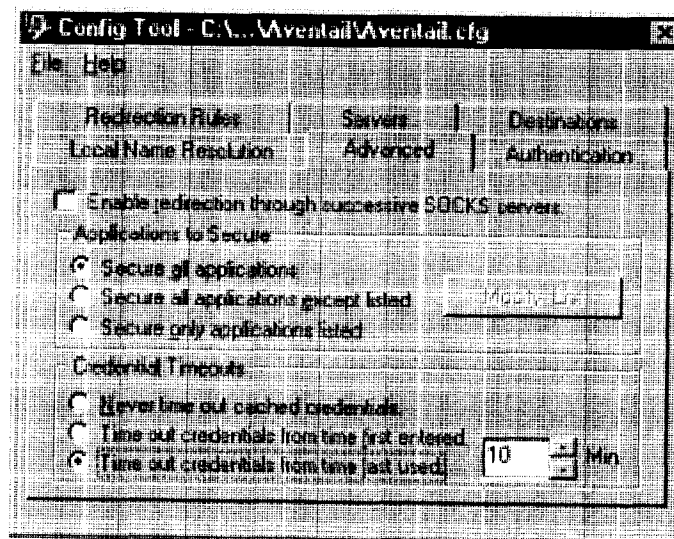 Config Tool - C:\...\Aventail\Aventail.cfg
File Help
Redirection Rules Servers Destinations
Local Name Resolution Advanced Authentication
Enable redirection through successive SOCKS servers.
Applications to Secure
Secure all applications
Secure all applications except listed
Modify List
Secure only applications listed
Credential Timeouts
Never time out cached credentials.
Time out credentials from time first entered
Time out credentials from time last used
10 Min